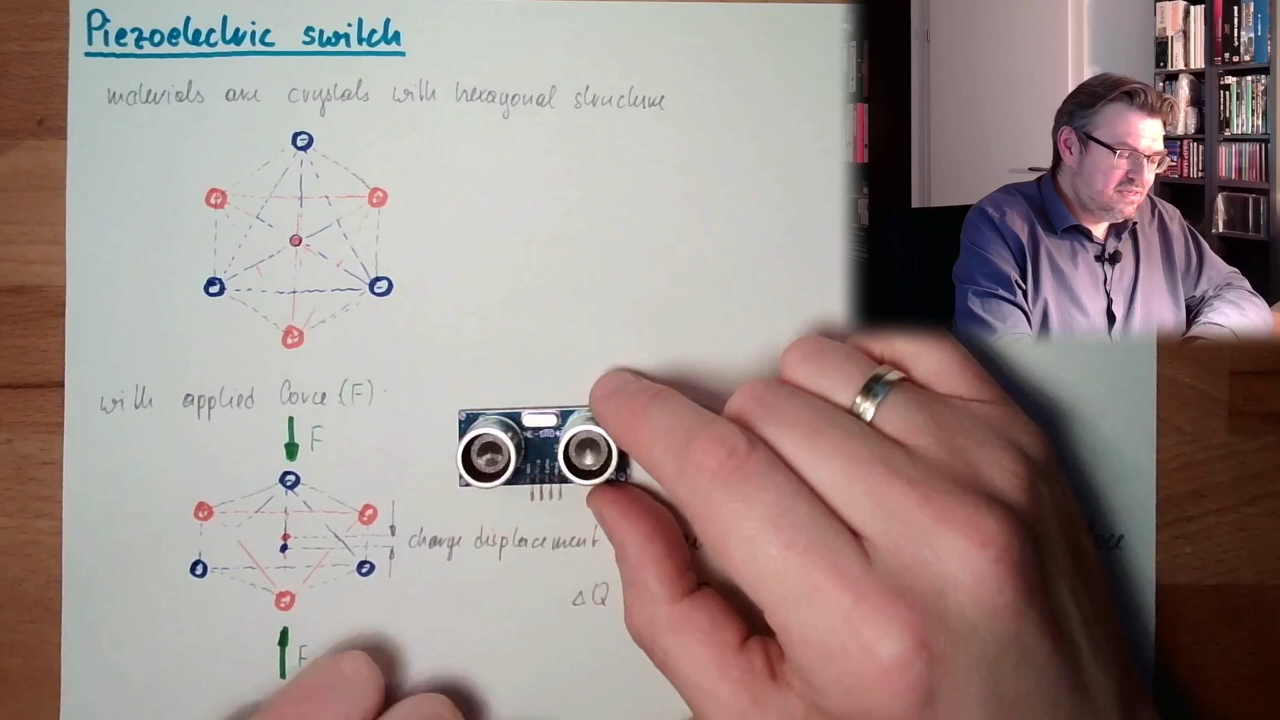 Piezoelectric switch
materials are crystals with hexagonal structure
with applied force (F)
F
charge displacement
ΔQ
F